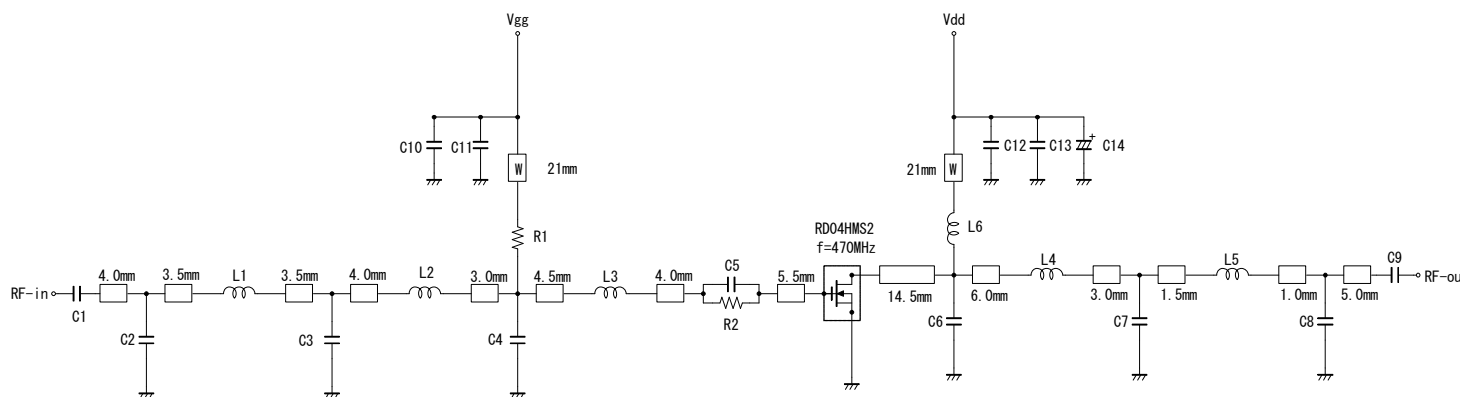 Vgg
Vdd
C10
C11
W
21mm
21mm
W
C12
C13
+
C14
R1
L6
RD04HMS2
f=470MHz
RF-in
C1
4.0mm
3.5mm
L1
3.5mm
4.0mm
L2
3.0mm
4.5mm
L3
4.0mm
C5
R2
5.5mm
14.5mm
6.0mm
L4
3.0mm
1.5mm
L5
1.0mm
5.0mm
C9
RF-out
C2
C3
C4
C6
C7
C8